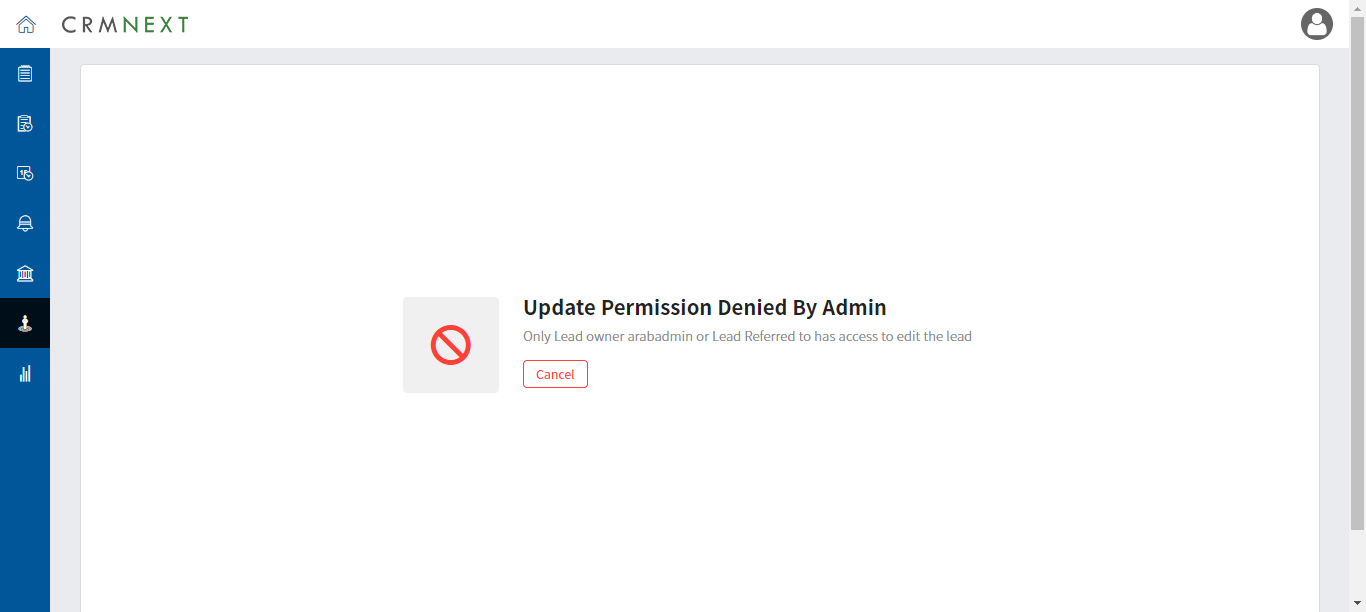 CRMNEXT
Update Permission Denied By Admin
Only Lead owner arabadmin or Lead Referred to has access to edit the lead
Cancel